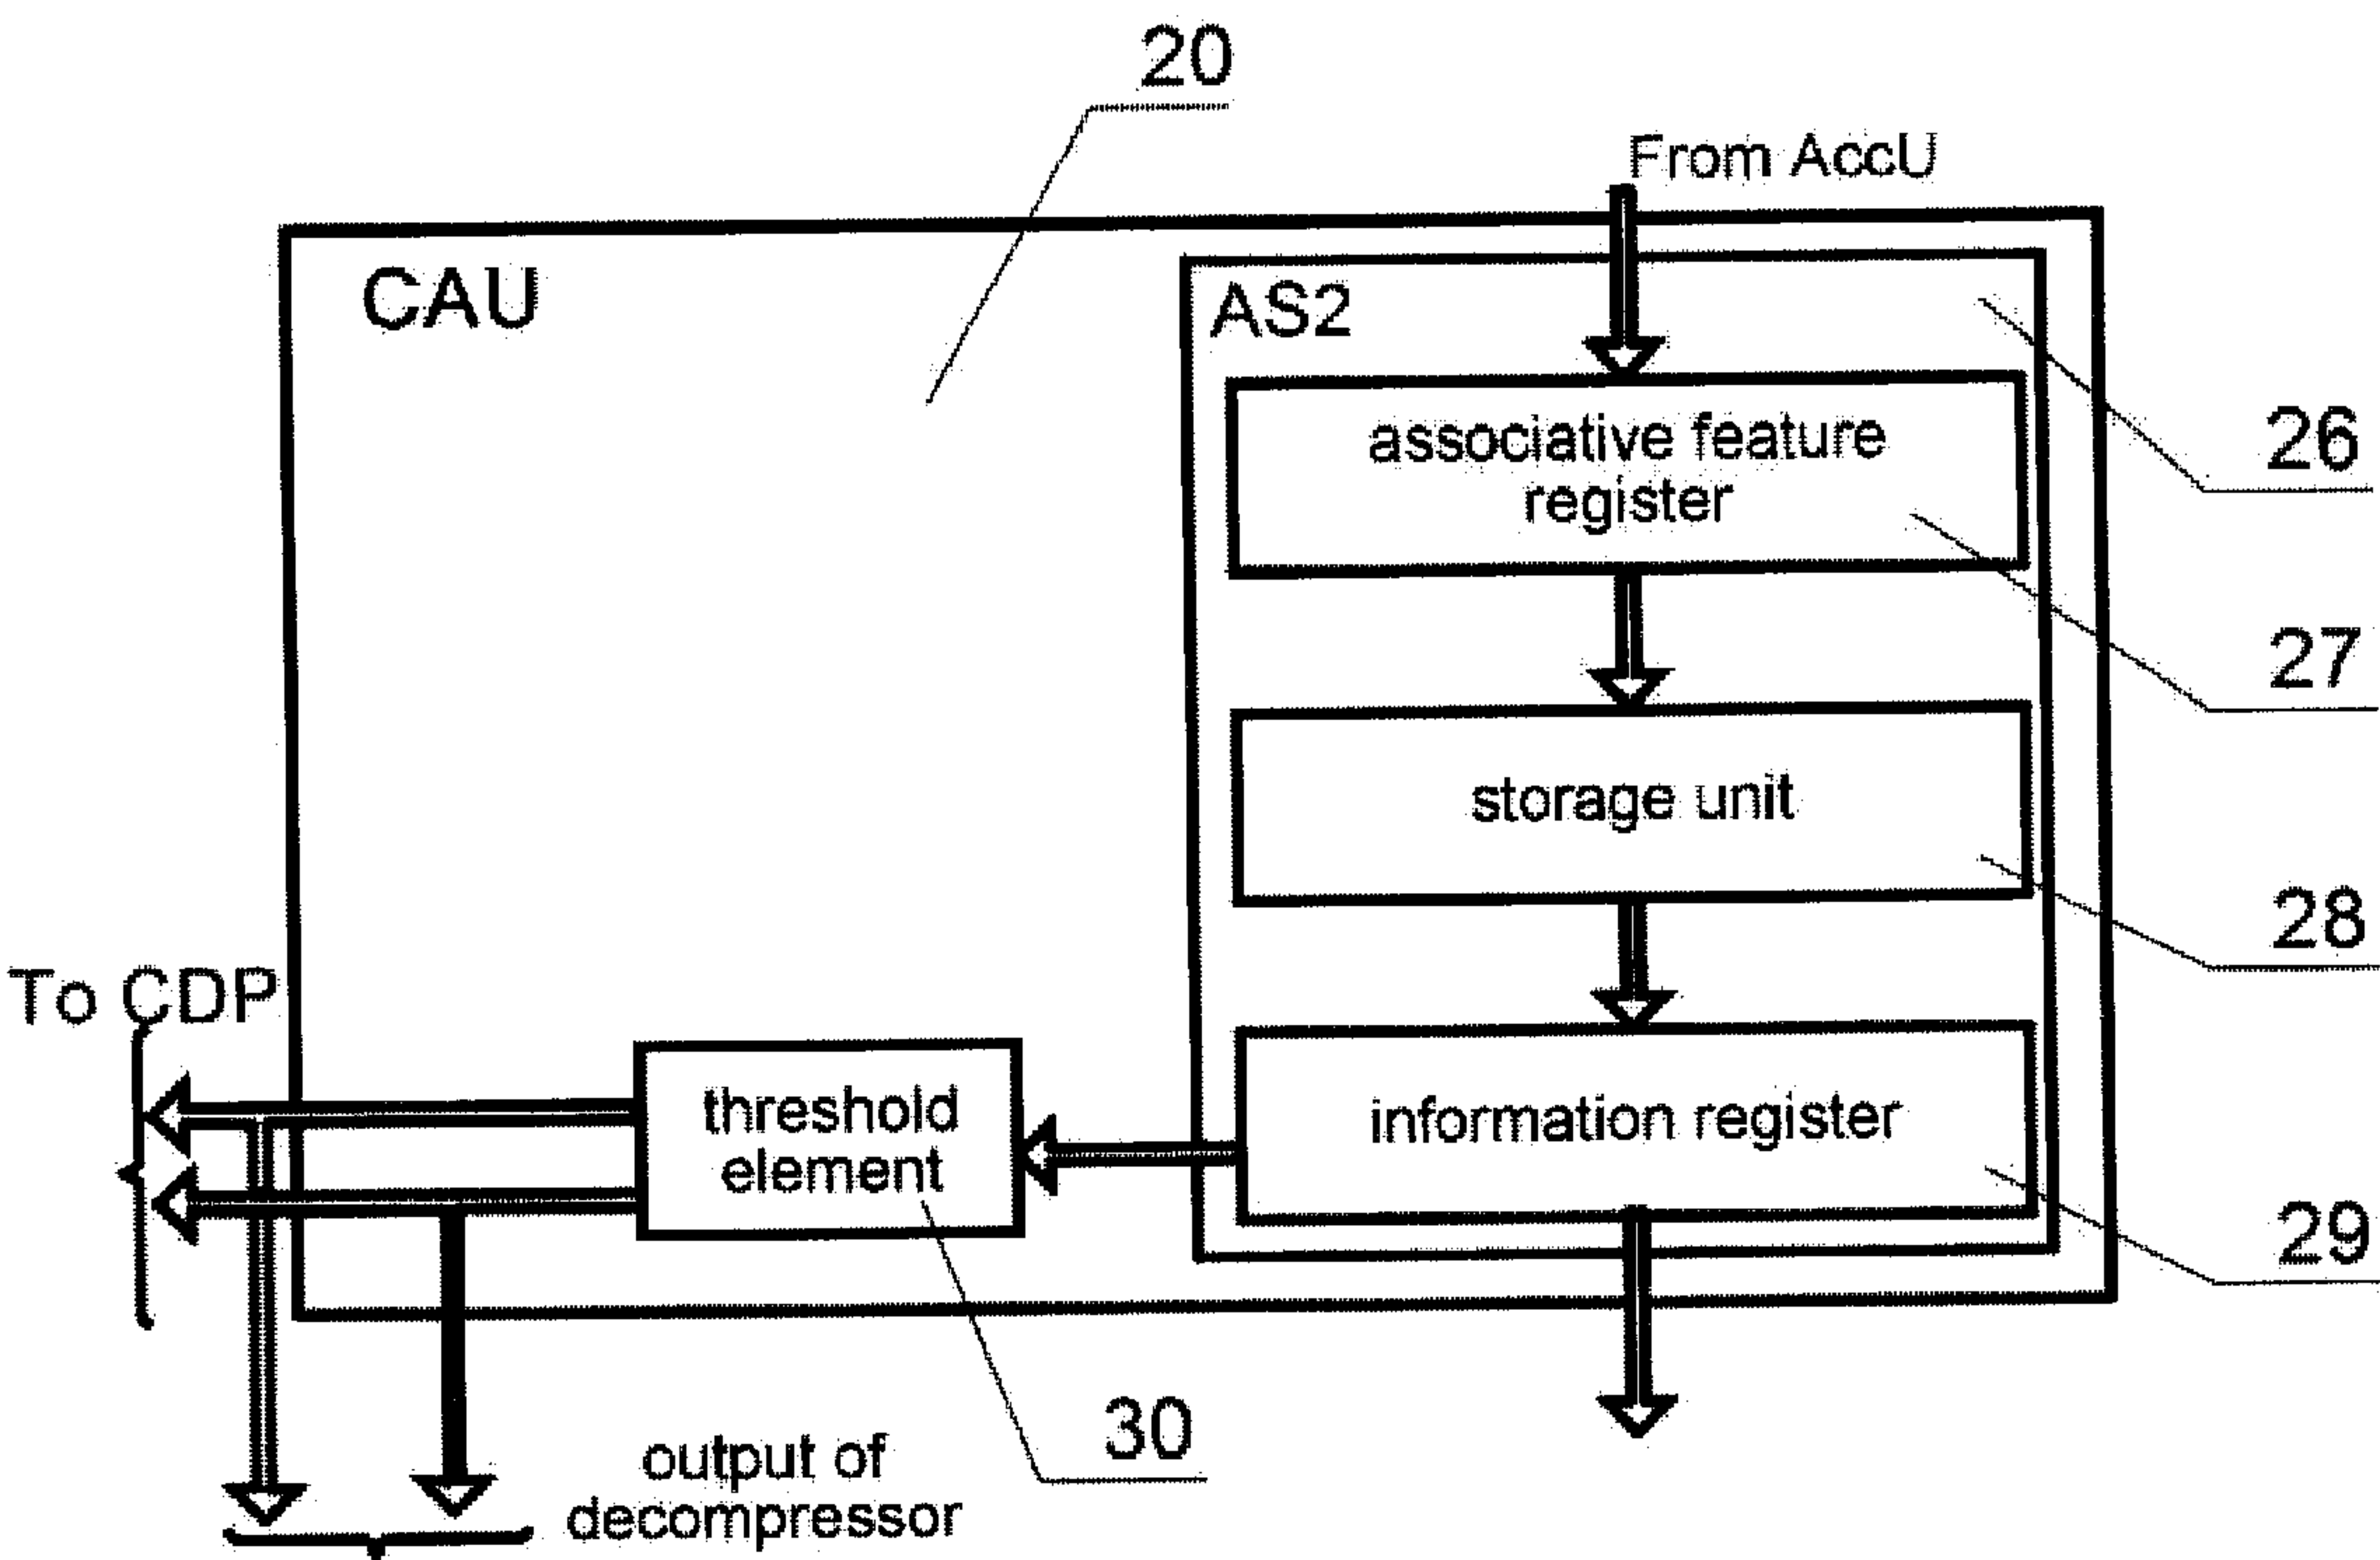 20
From AccU
CAU
AS2
associative feature
register
26
27
storage unit
28
To CDP
threshold
element
information register
29
30
output of
decompressor